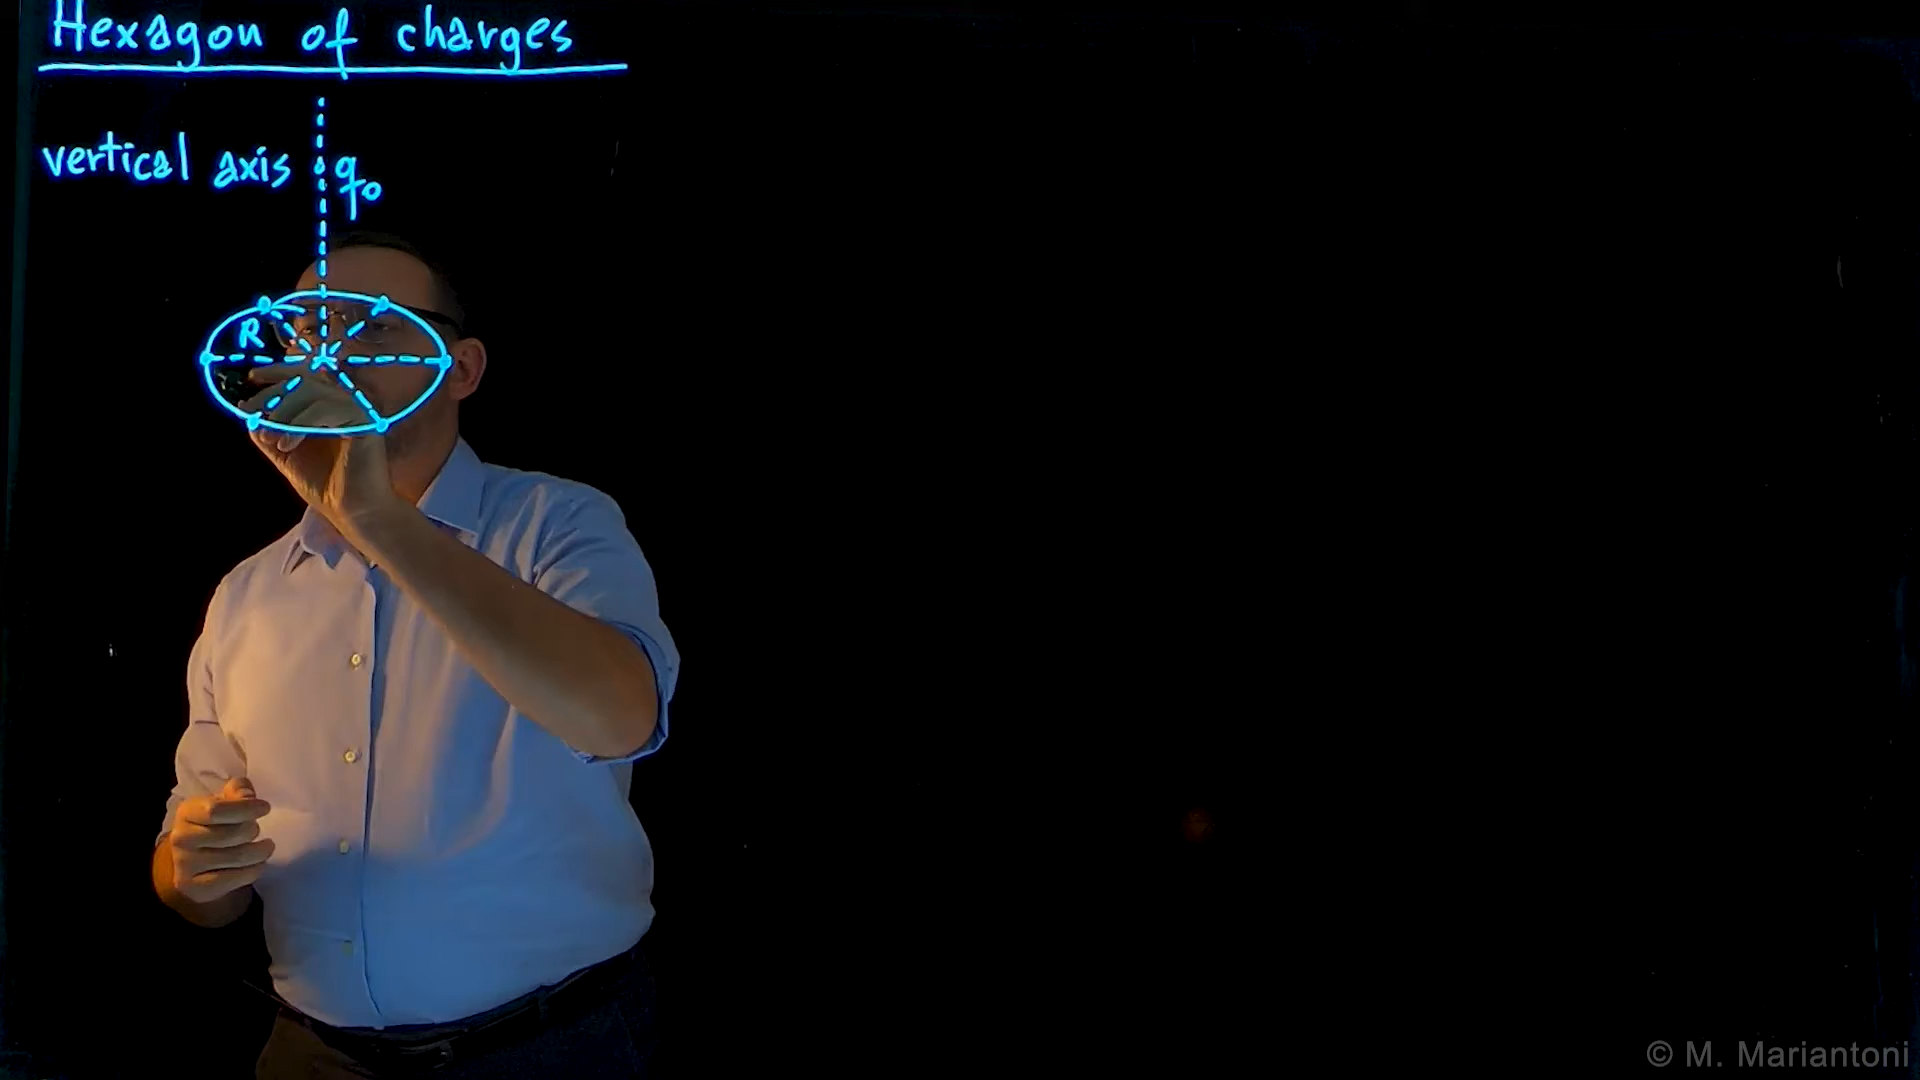 Hexagon of charges
vertical axis q₀
R
© M. Mariantoni